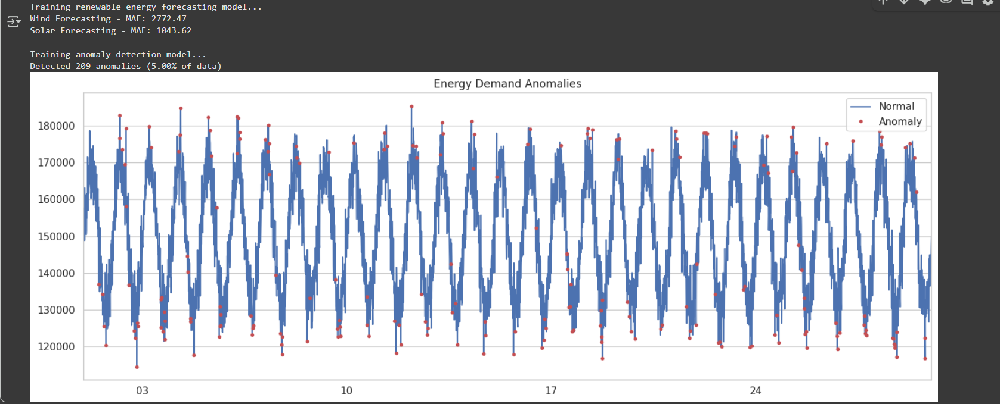 Training renewable energy forecasting model...
Wind Forecasting - MAE: 2772.47
Solar Forecasting - MAE: 1043.62
Training anomaly detection model...
Detected 209 anomalies (5.00% of data)
Energy Demand Anomalies
Normal
Anomaly
180000
170000
160000
150000
140000
130000
120000
03 10 17 24